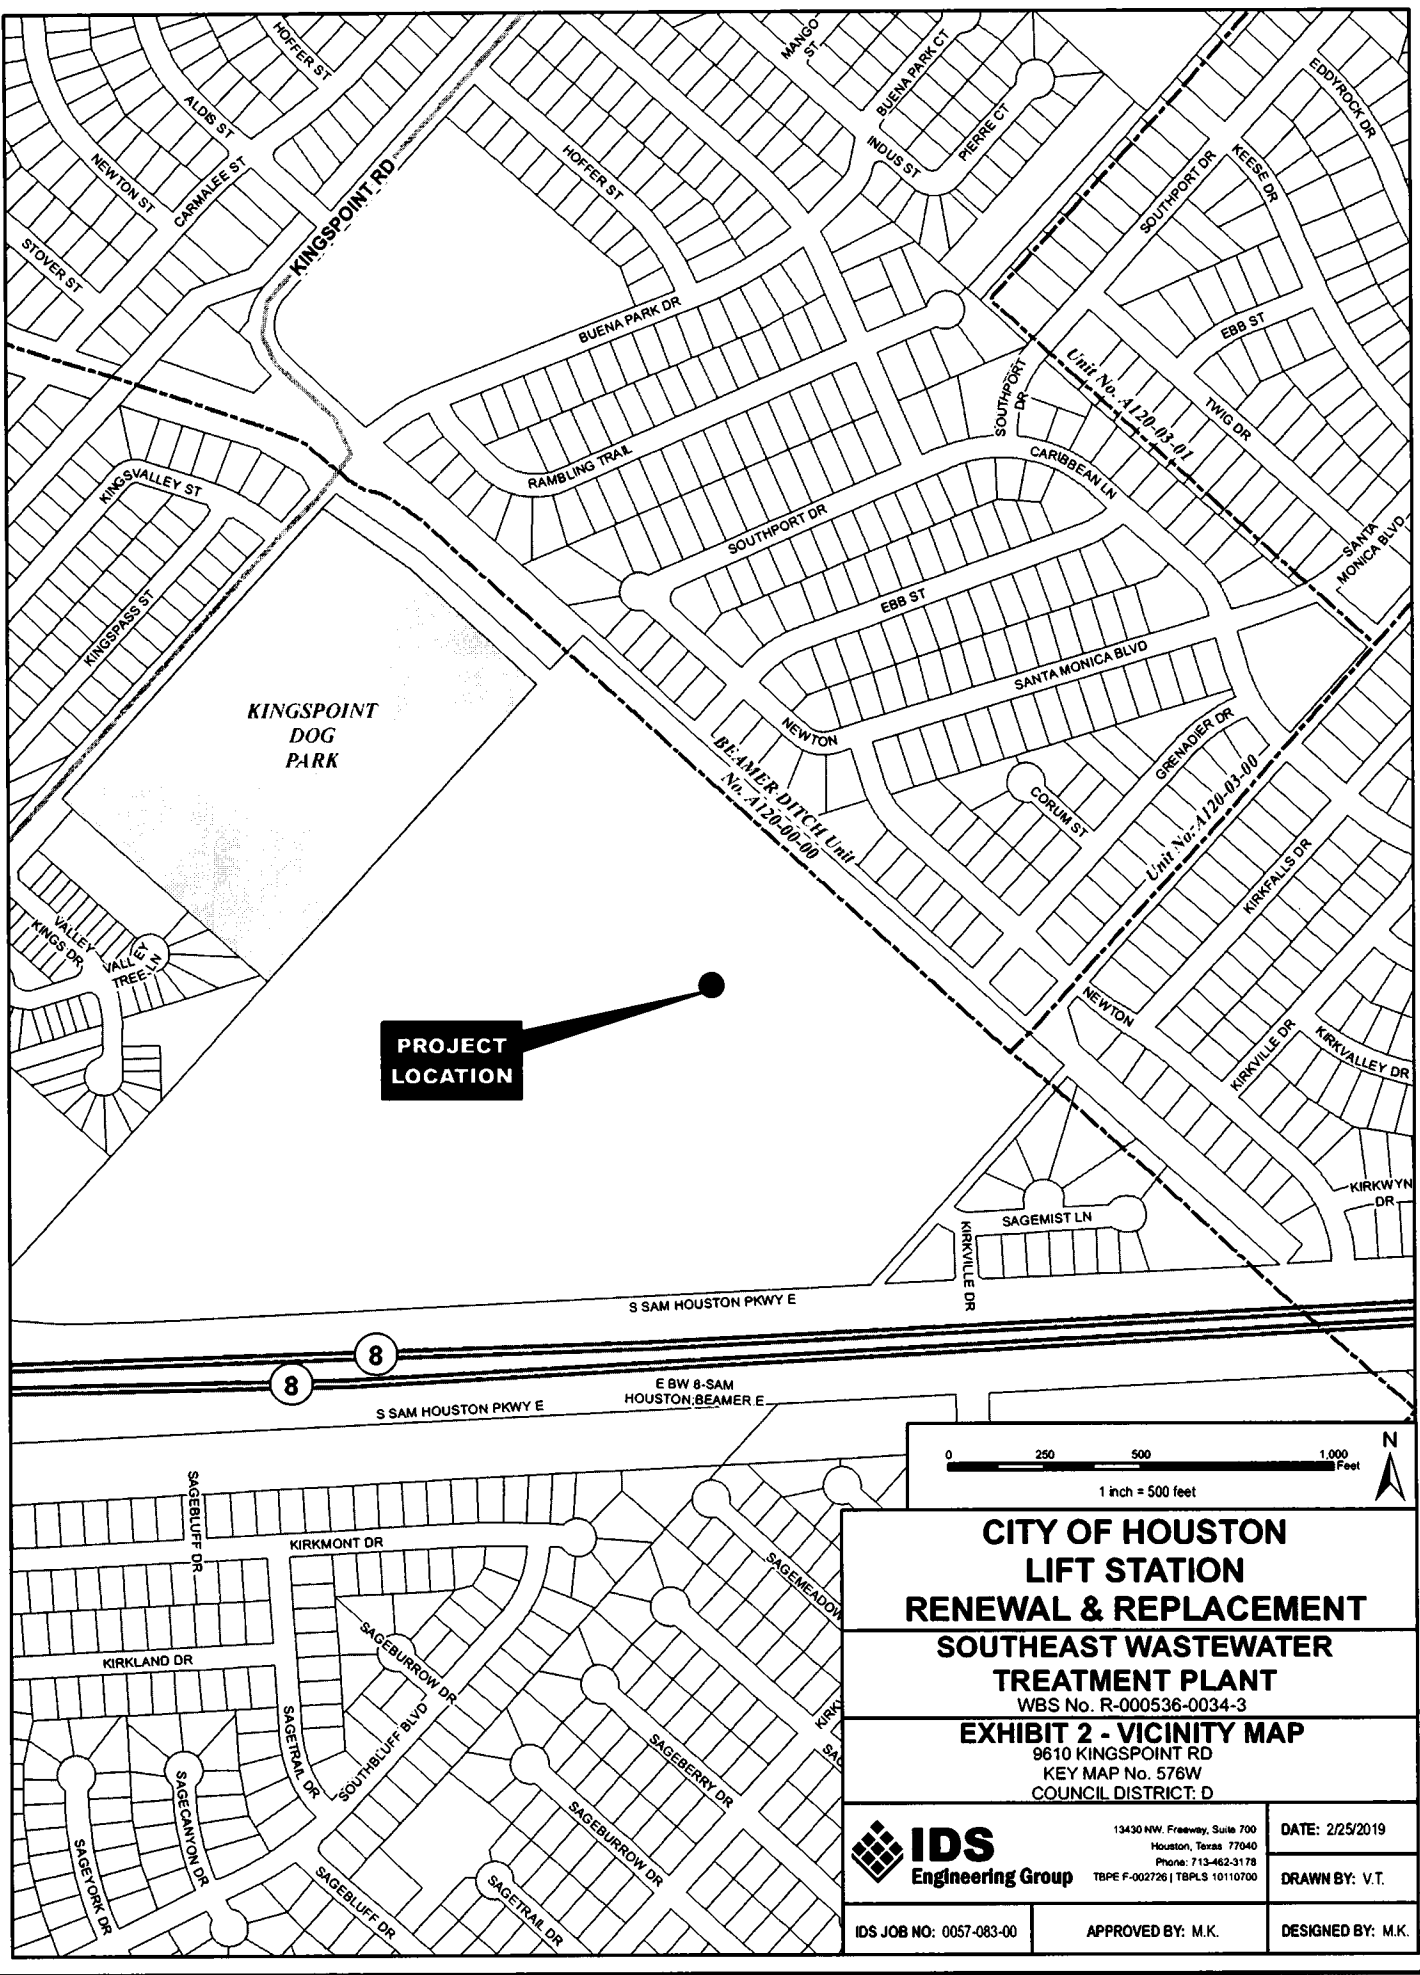 HOFFER ST
ALDIS ST
NEWTON ST
CARMALEE ST
STOVER ST
KINGSPOINT RD
MANGO
ST
BUENA PARK CT
PIERRE CT
INDUS ST
HOFFER ST
EDDYROCK DR
KEESE DR
SOUTHPORT DR
BUENA PARK DR
EBB ST
Unit No. A120-03-01
SOUTHPORT
DR
TWIG DR
KINGSVALLEY ST
RAMBLING TRAIL
CARIBBEAN LN
SOUTHPORT DR
SANTA
MONICA BLVD
KINGSPASS ST
EBB ST
SANTA MONICA BLVD
KINGSPOINT
DOG
PARK
NEWTON
GRENADIER DR
BEAMER DITCH Unit
No. A120-00-00
CORUM ST
Unit No. A120-03-00
KIRKFALLS DR
VALLEY
KINGS DR
VALLEY
TREE LN
PROJECT
LOCATION
NEWTON
KIRKVILLE DR
KIRKVALLEY DR
KIRKWYN
DR
SAGEMIST LN
KIRKVILLE DR
S SAM HOUSTON PKWY E
8
8
E BW 8-SAM
HOUSTON;BEAMER E
S SAM HOUSTON PKWY E
SAGEBLUFF DR
KIRKMONT DR
SAGEMEADOW
KIRKLAND DR
SAGEBURROW DR
SAGETRAIL DR
SOUTHBLUFF BLVD
KIRKV
SAG
SAGEBERRY DR
SAGECANYON DR
SAGEYORK DR
SAGEBURROW DR
SAGEBLUFF DR
SAGETRAIL DR
0 250 500 1,000
Feet
1 inch = 500 feet
N
CITY OF HOUSTON
LIFT STATION
RENEWAL & REPLACEMENT
SOUTHEAST WASTEWATER
TREATMENT PLANT
WBS No. R-000536-0034-3
EXHIBIT 2 - VICINITY MAP
9610 KINGSPOINT RD
KEY MAP No. 576W
COUNCIL DISTRICT: D
IDS
Engineering Group
13430 NW. Freeway, Suite 700
Houston, Texas 77040
Phone: 713-462-3178
TBPE F-002726 | TBPLS 10110700
DATE: 2/25/2019
DRAWN BY: V.T.
IDS JOB NO: 0057-083-00
APPROVED BY: M.K.
DESIGNED BY: M.K.